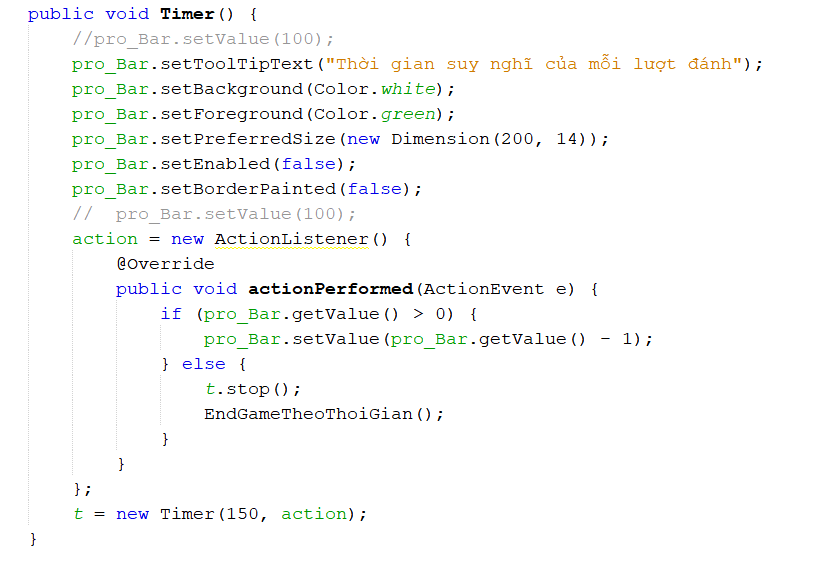 public void Timer() {
//pro_Bar.setValue(100);
pro_Bar.setToolTipText("Thời gian suy nghĩ của mỗi lượt đánh");
pro_Bar.setBackground(Color.white);
pro_Bar.setForeground(Color.green);
pro_Bar.setPreferredSize(new Dimension(200, 14));
pro_Bar.setEnabled(false);
pro_Bar.setBorderPainted(false);
//  pro_Bar.setValue(100);
action = new ActionListener() {
@Override
public void actionPerformed(ActionEvent e) {
if (pro_Bar.getValue() > 0) {
pro_Bar.setValue(pro_Bar.getValue() - 1);
} else {
t.stop();
EndGameTheoThoiGian();
}
}
};
t = new Timer(150, action);
}